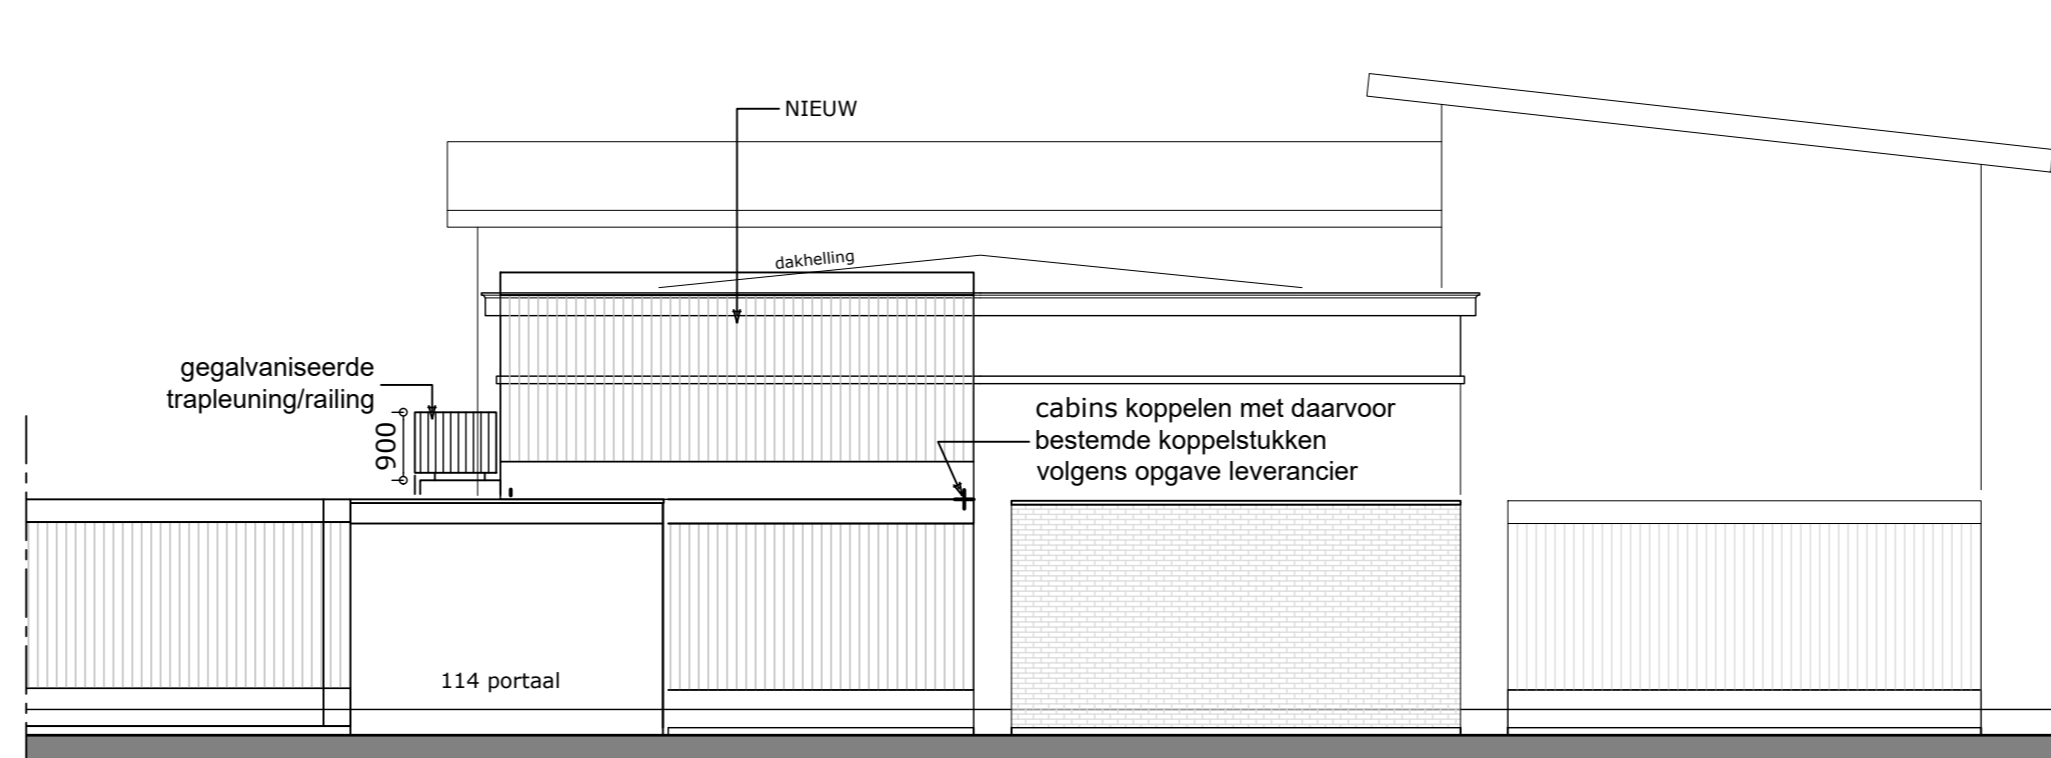 NIEUW
dakhelling
gegalvaniseerde
trapleuning/railing
900
cabins koppelen met daarvoor
bestemde koppelstukken
volgens opgave leverancier
114 portaal